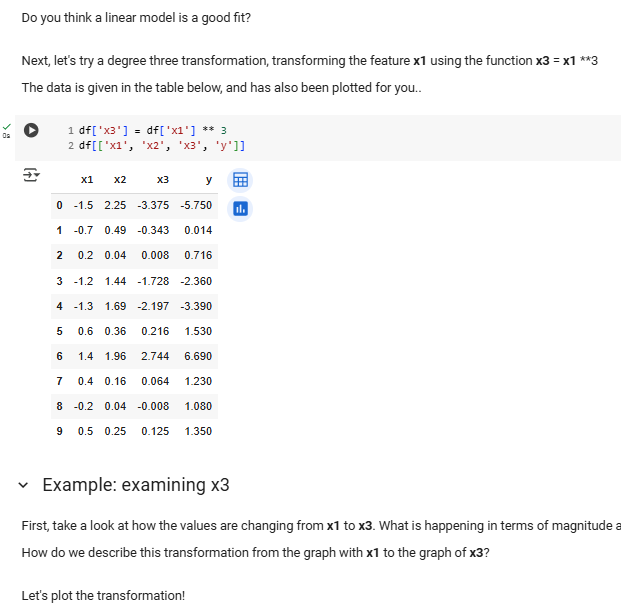 Do you think a linear model is a good fit?
Next, let's try a degree three transformation, transforming the feature x1 using the function x3 = x1 **3
The data is given in the table below, and has also been plotted for you..
0s
1 df['x3'] = df['x1'] ** 3
2 df[['x1', 'x2', 'x3', 'y']]
x1 x2 x3 y
0 -1.5 2.25 -3.375 -5.750
1 -0.7 0.49 -0.343 0.014
2 0.2 0.04 0.008 0.716
3 -1.2 1.44 -1.728 -2.360
4 -1.3 1.69 -2.197 -3.390
5 0.6 0.36 0.216 1.530
6 1.4 1.96 2.744 6.690
7 0.4 0.16 0.064 1.230
8 -0.2 0.04 -0.008 1.080
9 0.5 0.25 0.125 1.350
Example: examining x3
First, take a look at how the values are changing from x1 to x3. What is happening in terms of magnitude a
How do we describe this transformation from the graph with x1 to the graph of x3?
Let's plot the transformation!